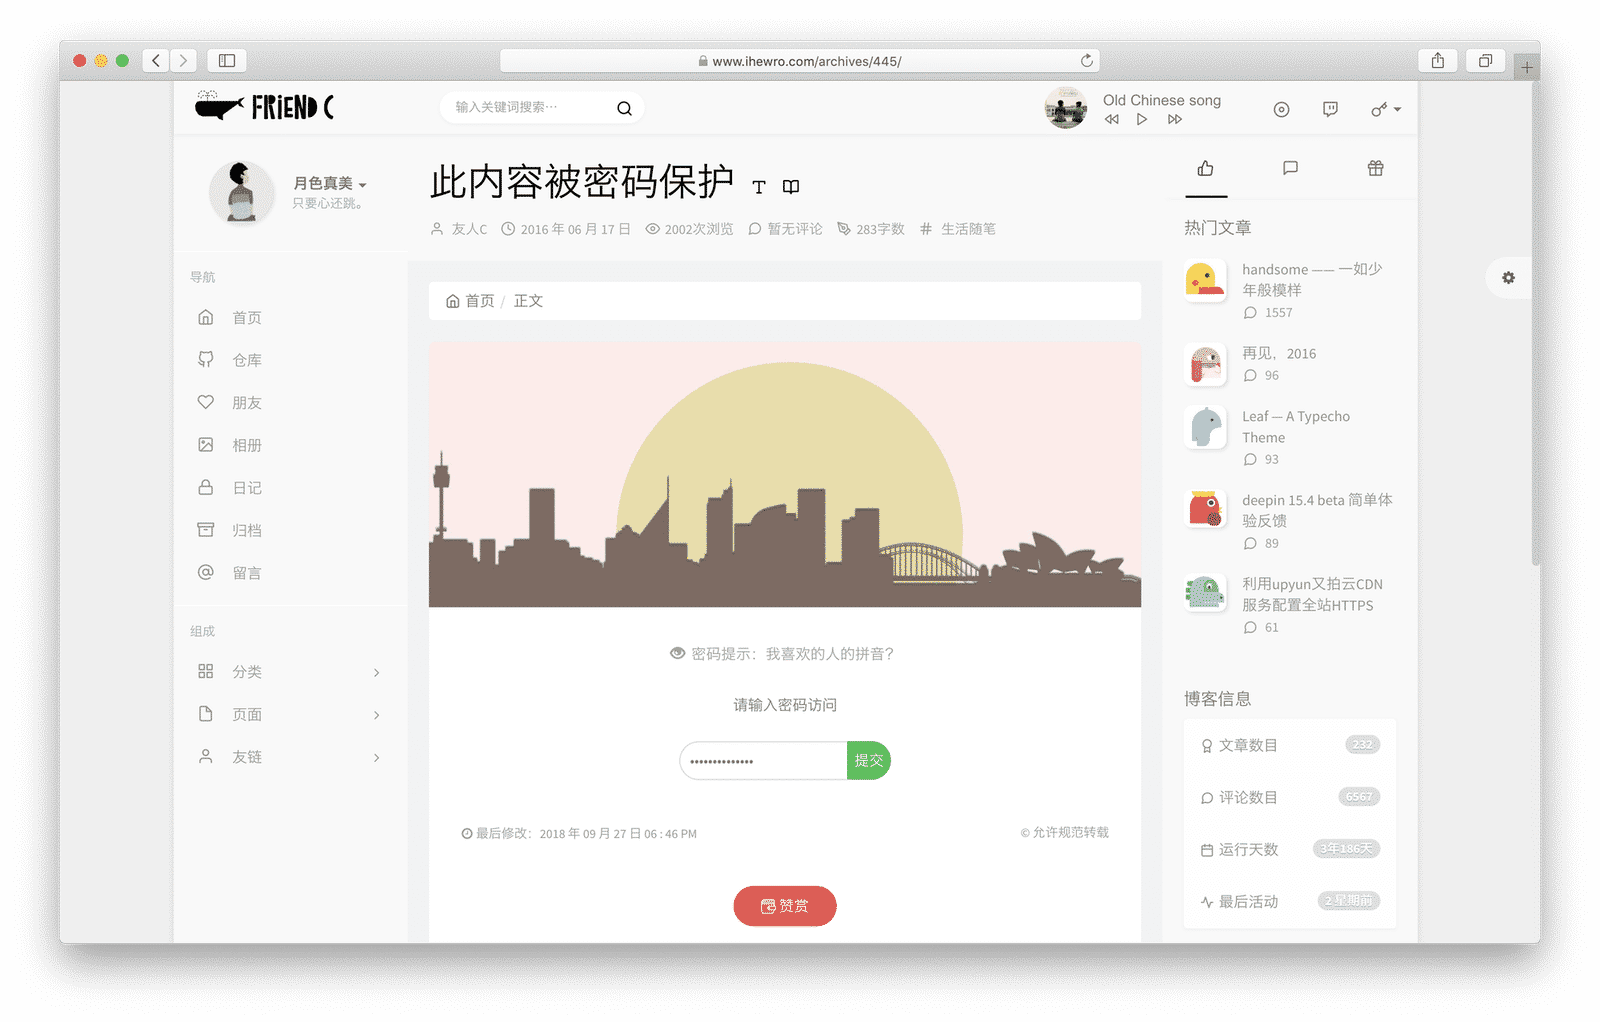 www.ihewro.com/archives/445/
FRiEND C
输入关键词搜索…
Old Chinese song
月色真美
只要心还跳。
导航
首页
仓库
朋友
相册
日记
归档
留言
组成
分类
页面
友链
此内容被密码保护
友人C 2016 年 06 月 17 日 2002次浏览 暂无评论 283字数 # 生活随笔
首页 / 正文
密码提示：我喜欢的人的拼音？
请输入密码访问
提交
最后修改：2018 年 09 月 27 日 06 : 46 PM
© 允许规范转载
赞赏
热门文章
handsome —— 一如少
年般模样
1557
再见，2016
96
Leaf — A Typecho
Theme
93
deepin 15.4 beta 简单体
验反馈
89
利用upyun又拍云CDN
服务配置全站HTTPS
61
博客信息
文章数目 232
评论数目 6567
运行天数 3年186天
最后活动 2 星期前